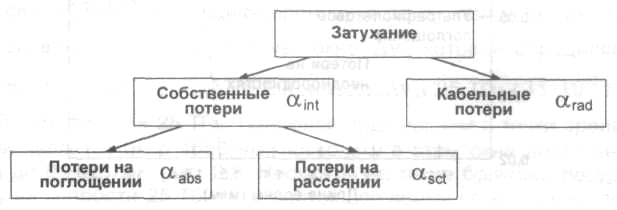 Затухание
Собственные
потери α int
Кабельные
потери α rad
Потери на
поглощении α abs
Потери на
рассеянии α sct